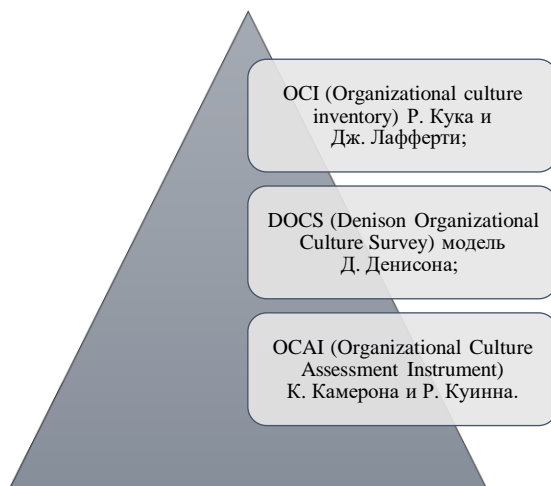 OCI (Organizational culture
inventory) Р. Кука и
Дж. Лафферти;
DOCS (Denison Organizational
Culture Survey) модель
Д. Денисона;
OCAI (Organizational Culture
Assessment Instrument)
К. Камерона и Р. Куинна.